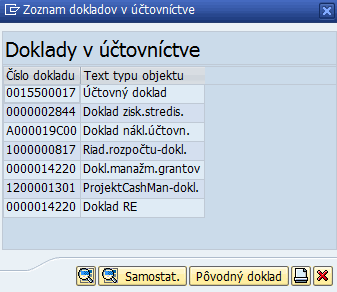 Zoznam dokladov v účtovníctve
Doklady v účtovníctve
Číslo dokladu Text typu objektu
0015500017 Účtovný doklad
0000002844 Doklad zisk.stredis.
A000019C00 Doklad nákl.účtovn.
1000000817 Riad.rozpočtu-dokl.
0000014220 Dokl.manažm.grantov
1200001301 ProjektCashMan-dokl.
0000014220 Doklad RE
Samostat. Pôvodný doklad